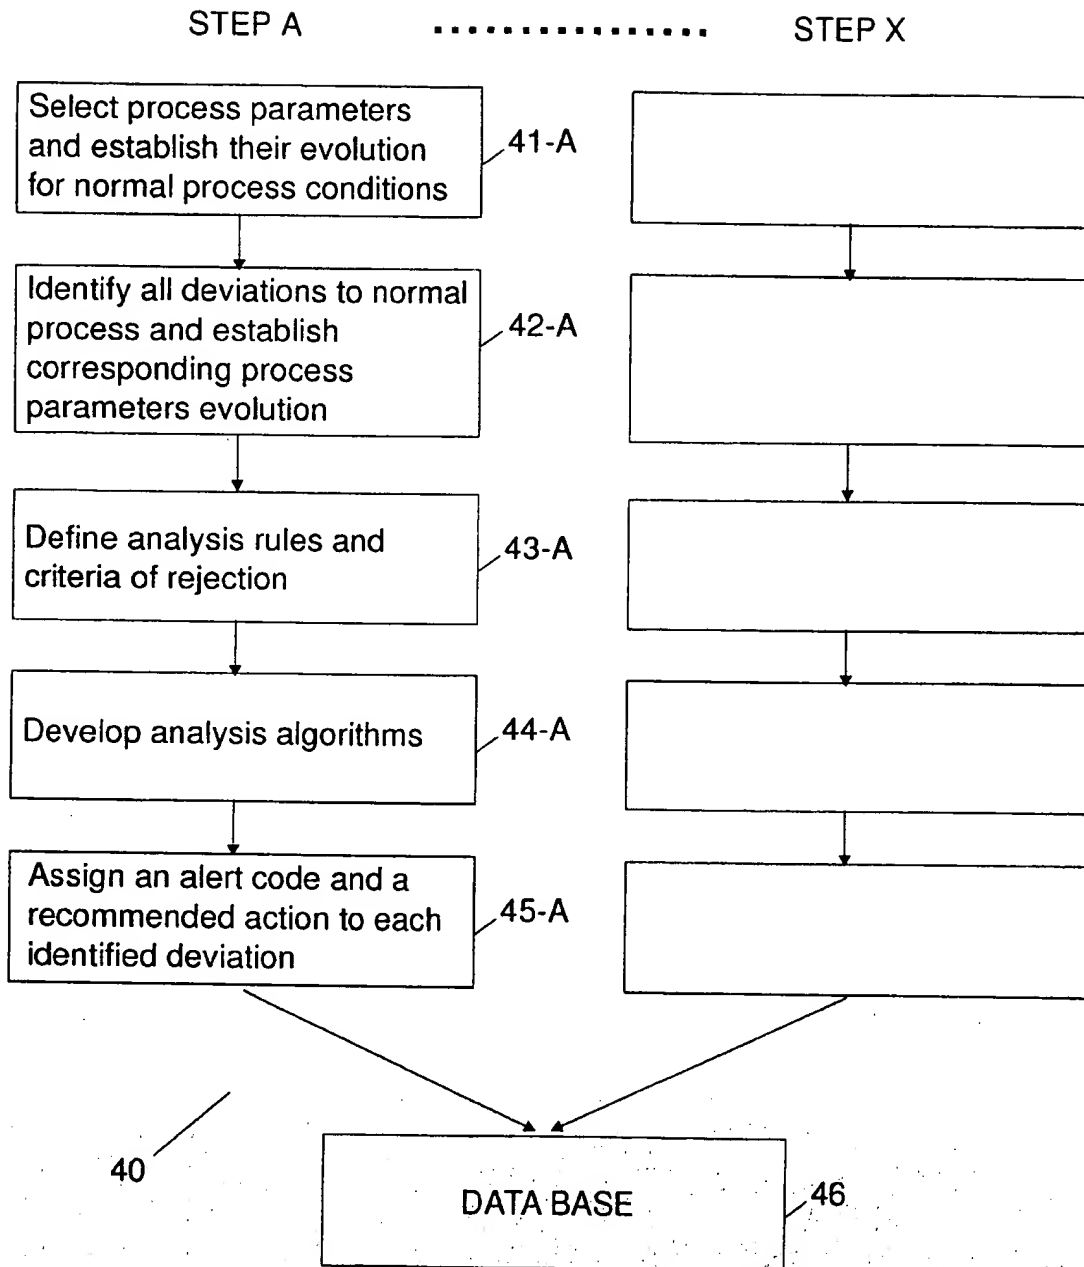 STEP A ............... STEP X
Select process parameters
and establish their evolution
for normal process conditions
41-A
Identify all deviations to normal
process and establish
corresponding process
parameters evolution
42-A
Define analysis rules and
criteria of rejection
43-A
Develop analysis algorithms
44-A
Assign an alert code and a
recommended action to each
identified deviation
45-A
40
DATA BASE
46